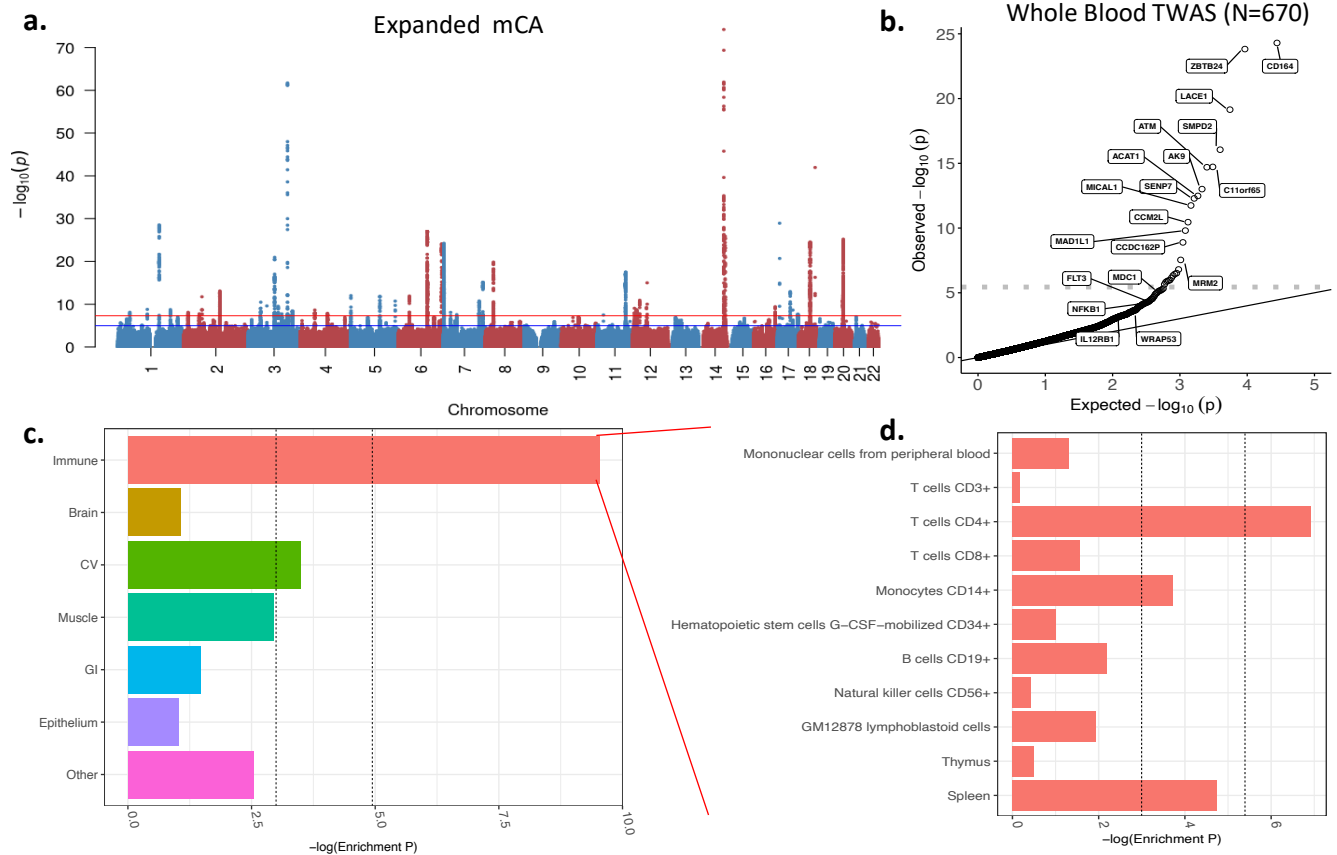 a.
Expanded mCA
− log10(p)
70
60
50
40
30
20
10
0
1
2
3
4
5
6
7
8
9
10
11
12
13
14
15
16
17
18
19
20
21
22
Chromosome
b.
Whole Blood TWAS (N=670)
Observed − log10 (p)
25
20
15
10
5
0
ZBTB24
CD164
LACE1
ATM
SMPD2
ACAT1
AK9
MICAL1
SENP7
C11orf65
CCM2L
MAD1L1
CCDC162P
FLT3
MDC1
MRM2
NFKB1
IL12RB1
WRAP53
0
1
2
3
4
5
Expected − log10 (p)
c.
Immune
Brain
CV
Muscle
GI
Epithelium
Other
0.0
2.5
5.0
7.5
10.0
−log(Enrichment P)
d.
Mononuclear cells from peripheral blood
T cells CD3+
T cells CD4+
T cells CD8+
Monocytes CD14+
Hematopoietic stem cells G−CSF−mobilized CD34+
B cells CD19+
Natural killer cells CD56+
GM12878 lymphoblastoid cells
Thymus
Spleen
0
2
4
6
−log(Enrichment P)